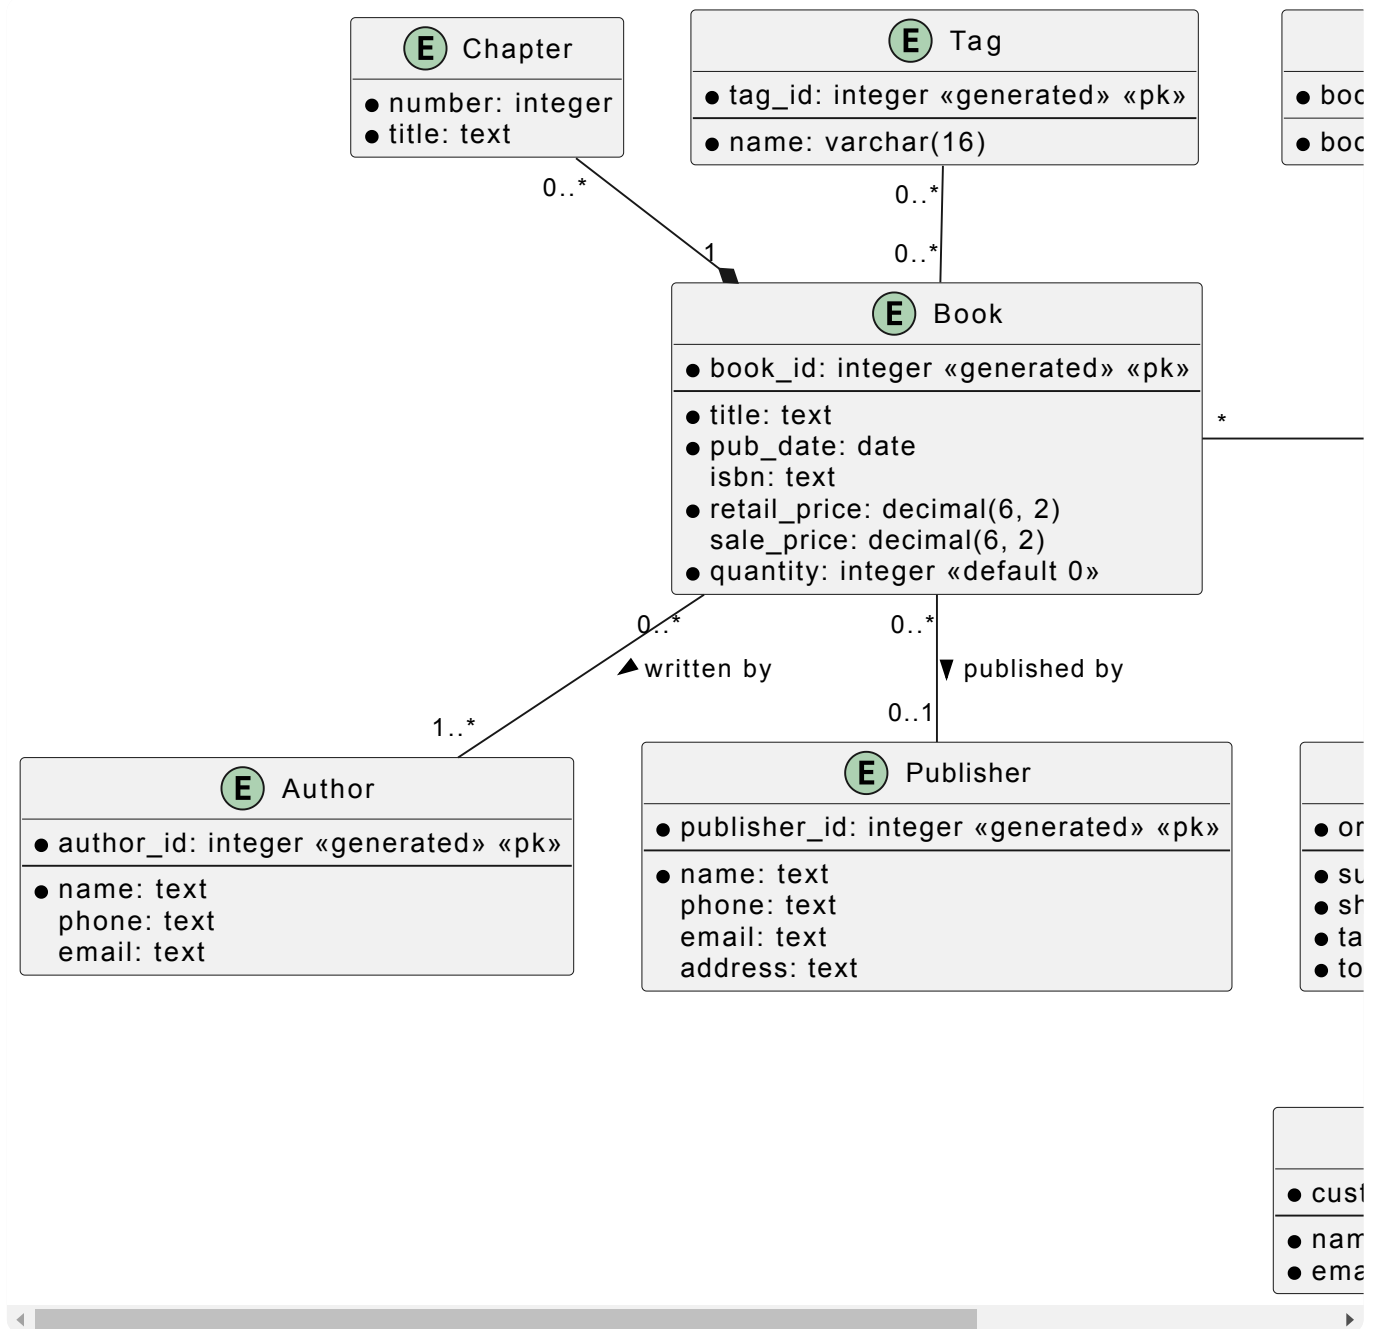 E Chapter
number: integer
title: text
E Tag
tag_id: integer «generated» «pk»
name: varchar(16)
0..*
1
0..*
0..*
E Book
book_id: integer «generated» «pk»
title: text
pub_date: date
isbn: text
retail_price: decimal(6, 2)
sale_price: decimal(6, 2)
quantity: integer «default 0»
*
0..*
written by
1..*
0..*
published by
0..1
E Author
author_id: integer «generated» «pk»
name: text
phone: text
email: text
E Publisher
publisher_id: integer «generated» «pk»
name: text
phone: text
email: text
address: text